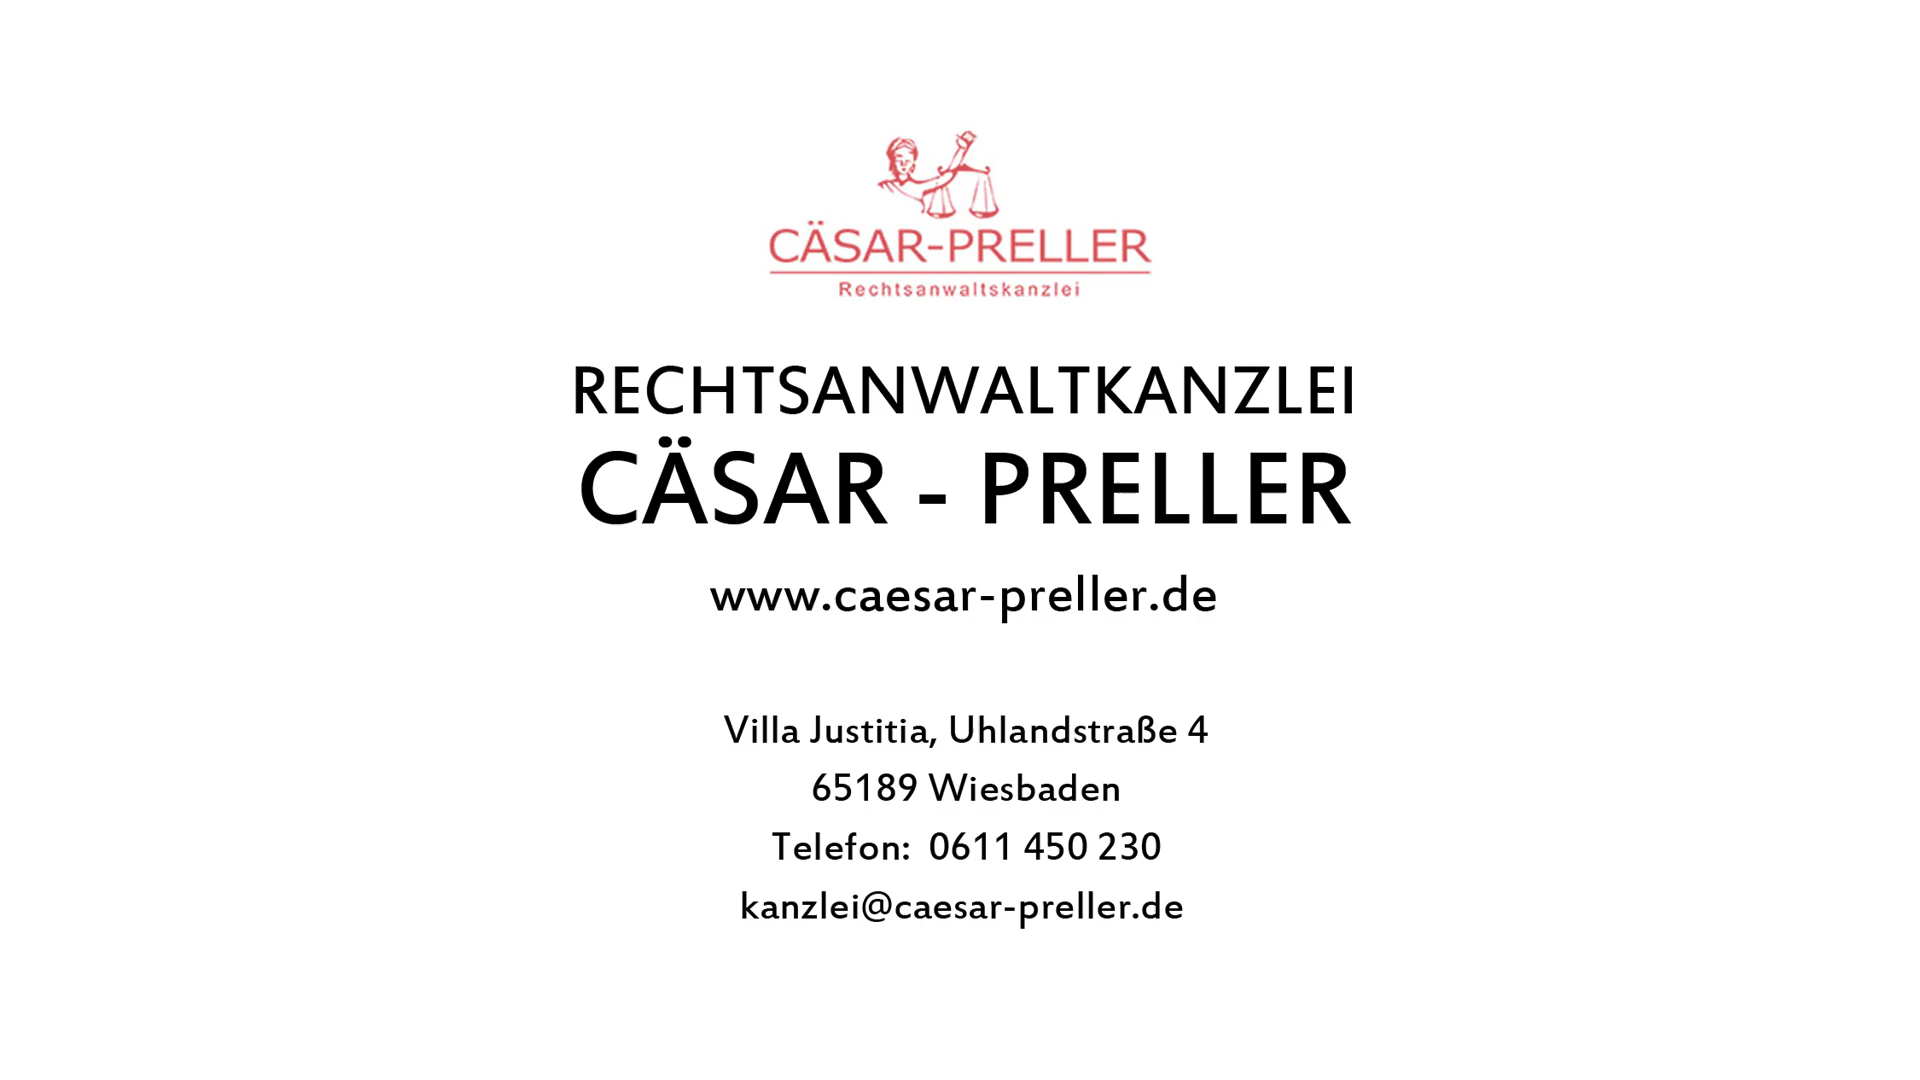 CÄSAR-PRELLER
Rechtsanwaltskanzlei
RECHTSANWALTKANZLEI
CÄSAR - PRELLER
www.caesar-preller.de
Villa Justitia, Uhlandstraße 4
65189 Wiesbaden
Telefon: 0611 450 230
kanzlei@caesar-preller.de